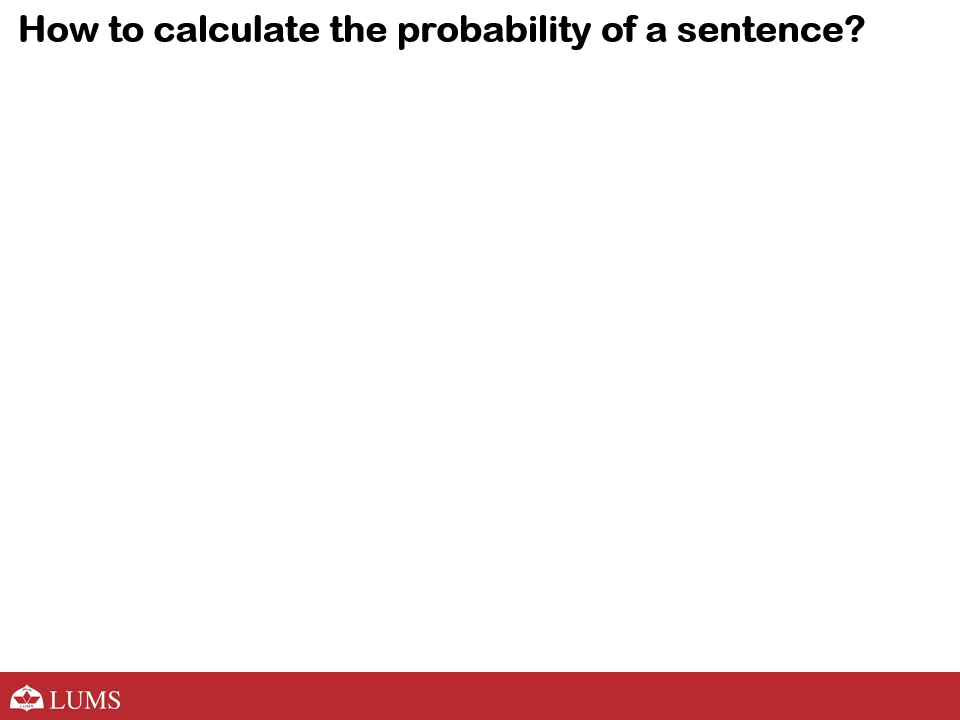 How to calculate the probability of a sentence?
LUMS